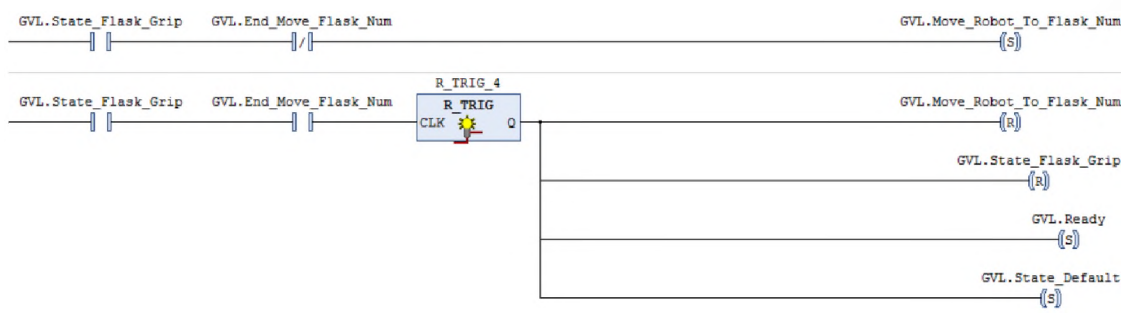 GVL.State_Flask_Grip GVL.End_Move_Flask_Num GVL.Move_Robot_To_Flask_Num
/ S
R_TRIG_4
GVL.State_Flask_Grip GVL.End_Move_Flask_Num R_TRIG GVL.Move_Robot_To_Flask_Num
CLK Q R
GVL.State_Flask_Grip
R
GVL.Ready
S
GVL.State_Default
S